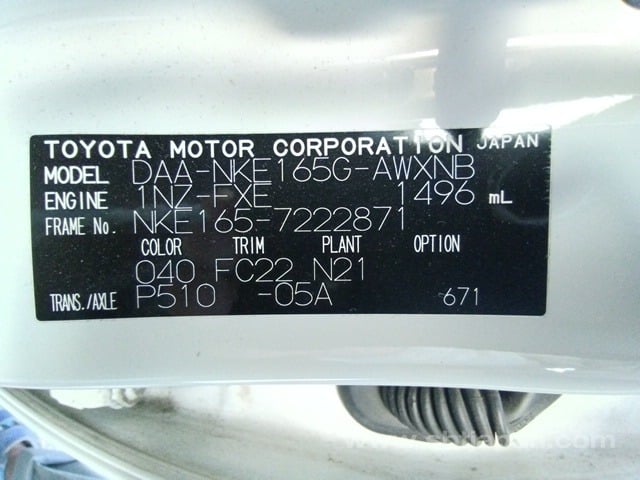 TOYOTA MOTOR CORPORATION JAPAN
MODEL DAA-NKE165G-AWXNB
ENGINE 1NZ-FXE 1496 mL
FRAME No. NKE165-7222871
COLOR TRIM PLANT OPTION
040 FC22 N21
TRANS./AXLE P510 -05A 671